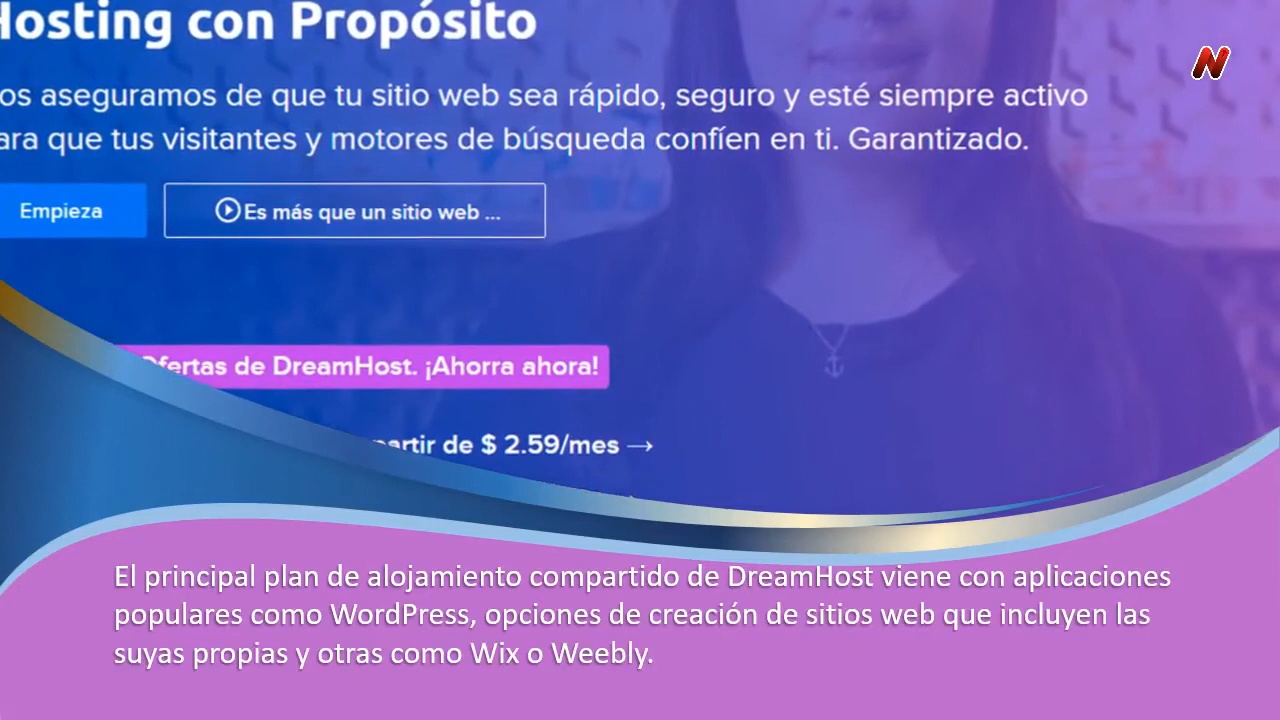 Hosting con Propósito
os aseguramos de que tu sitio web sea rápido, seguro y esté siempre activo
ara que tus visitantes y motores de búsqueda confíen en ti. Garantizado.
Empieza
Es más que un sitio web ...
N
Ofertas de DreamHost. ¡Ahorra ahora!
partir de $ 2.59/mes →
El principal plan de alojamiento compartido de DreamHost viene con aplicaciones
populares como WordPress, opciones de creación de sitios web que incluyen las
suyas propias y otras como Wix o Weebly.